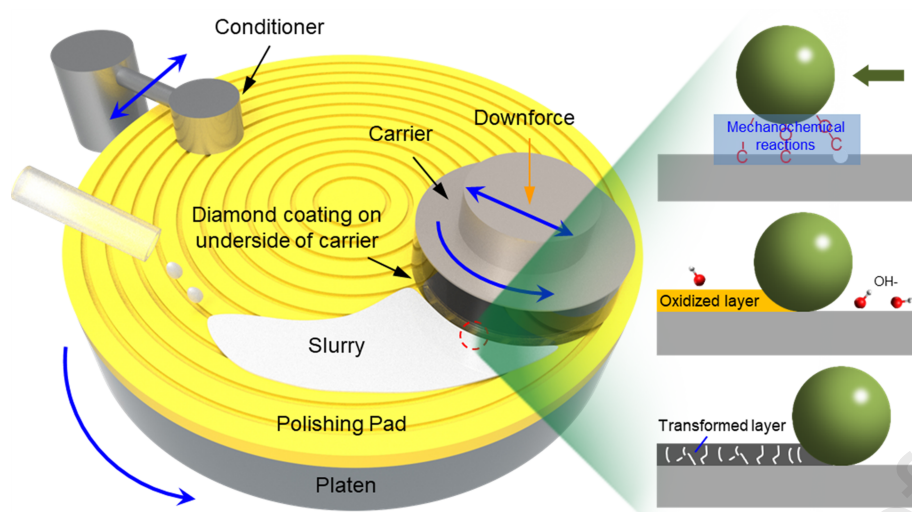 Conditioner
Downforce
Carrier
Diamond coating on
underside of carrier
Slurry
Polishing Pad
Platen
Mechanochemical
reactions
C
C
C
OH-
Oxidized layer
Transformed layer